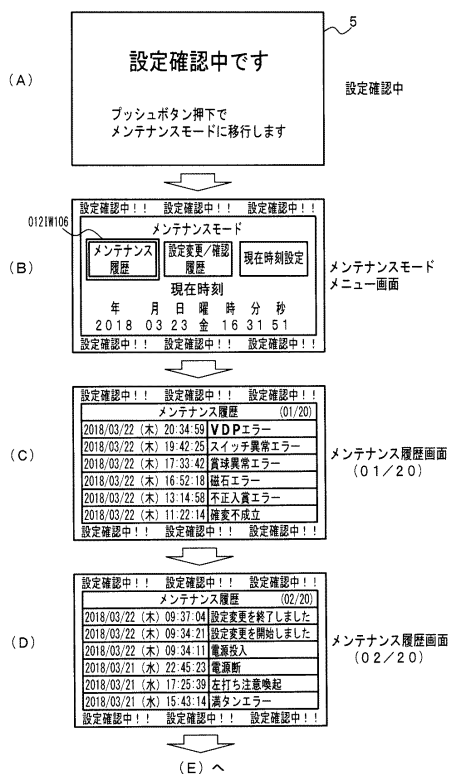 5
(A)
設定確認中です
プッシュボタン押下で
メンテナンスモードに移行します
設定確認中
設定確認中!! 設定確認中!! 設定確認中!!
012IW106
(B)
メンテナンスモード
メンテナンス 履歴
設定変更/確認 履歴
現在時刻設定
現在時刻
年 月 日 曜 時 分 秒
2018 03 23 金 16 31 51
設定確認中!! 設定確認中!! 設定確認中!!
メンテナンスモード
メニュー画面
(C)
設定確認中!! 設定確認中!! 設定確認中!!
メンテナンス履歴 (01/20)
2018/03/22 (木) 20:34:59 VDPエラー
2018/03/22 (木) 19:42:25 スイッチ異常エラー
2018/03/22 (木) 17:33:42 賞球異常エラー
2018/03/22 (木) 16:52:18 磁石エラー
2018/03/22 (木) 13:14:58 不正入賞エラー
2018/03/22 (木) 11:22:14 確変不成立
設定確認中!! 設定確認中!! 設定確認中!!
メンテナンス履歴画面
(01/20)
(D)
設定確認中!! 設定確認中!! 設定確認中!!
メンテナンス履歴 (02/20)
2018/03/22 (木) 09:37:04 設定変更を終了しました
2018/03/22 (木) 09:34:21 設定変更を開始しました
2018/03/22 (木) 09:34:11 電源投入
2018/03/21 (水) 22:45:23 電源断
2018/03/21 (水) 17:25:39 左打ち注意喚起
2018/03/21 (水) 15:43:14 満タンエラー
設定確認中!! 設定確認中!! 設定確認中!!
メンテナンス履歴画面
(02/20)
(E)へ